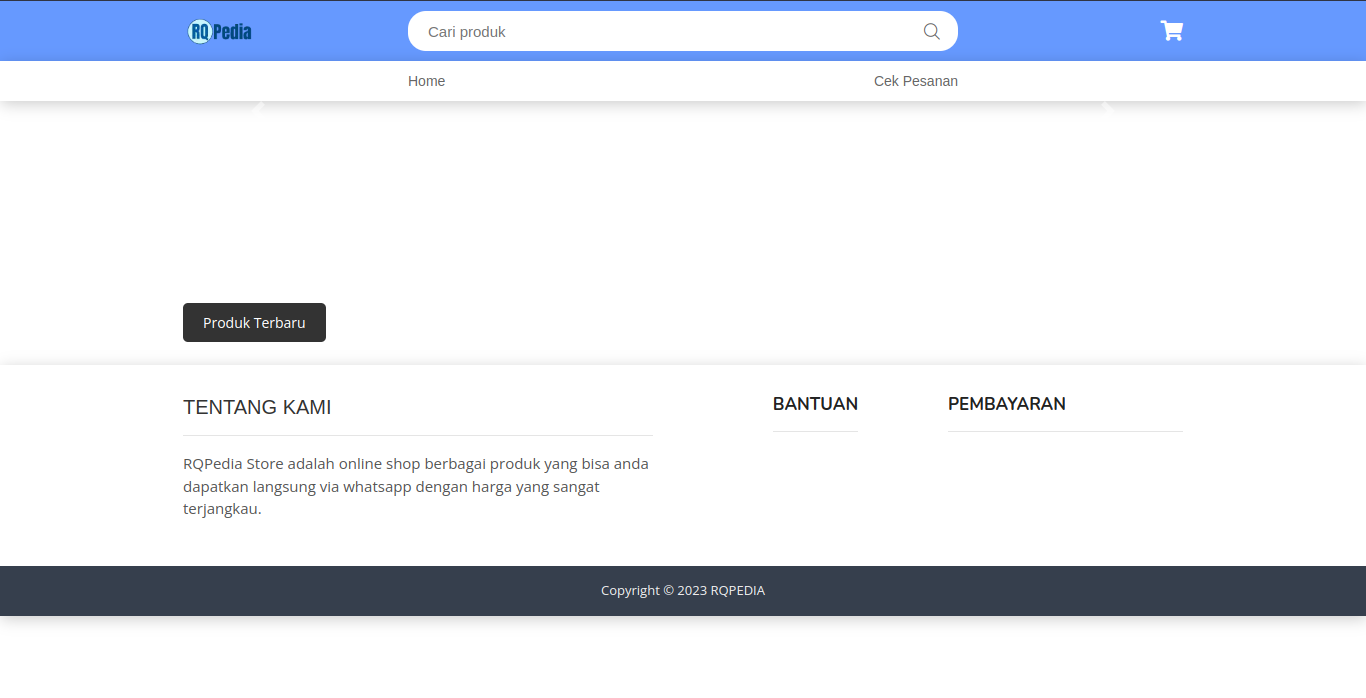 RQPedia
Cari produk
Home
Cek Pesanan
Produk Terbaru
TENTANG KAMI
RQPedia Store adalah online shop berbagai produk yang bisa anda
dapatkan langsung via whatsapp dengan harga yang sangat
terjangkau.
BANTUAN
PEMBAYARAN
Copyright © 2023 RQPEDIA